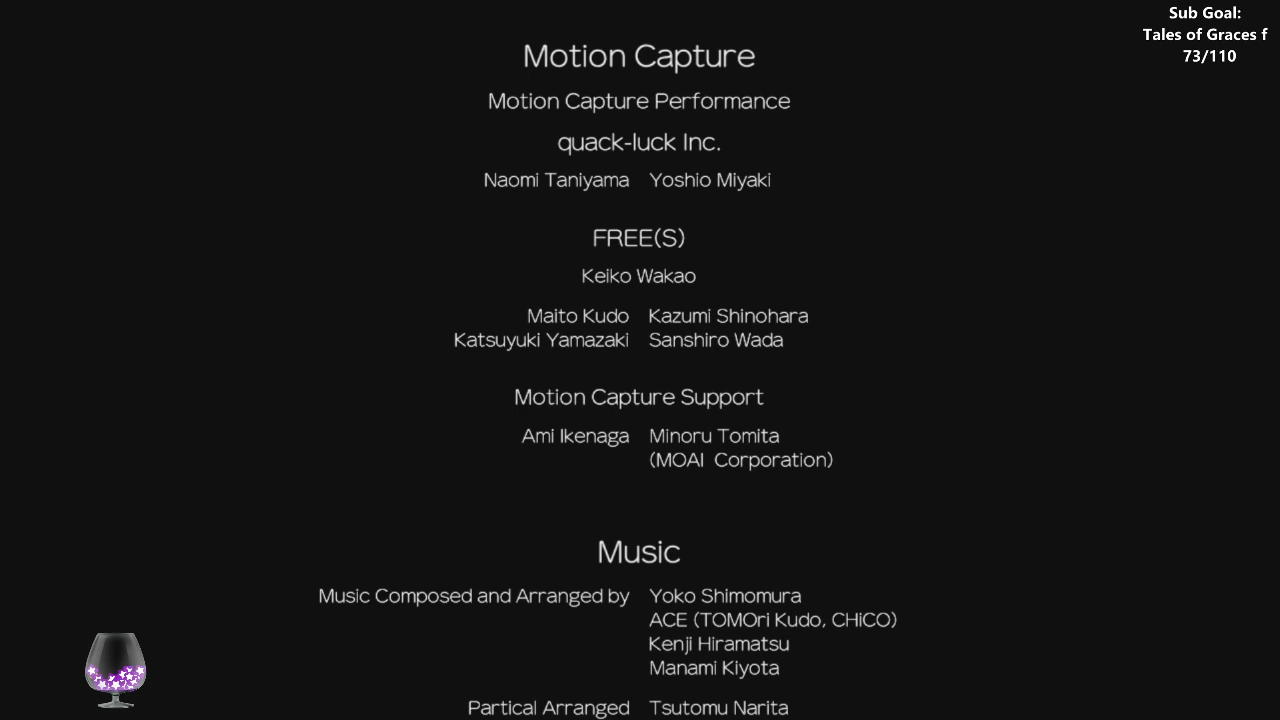 Sub Goal:
Tales of Graces f
73/110
Motion Capture
Motion Capture Performance
quack-luck Inc.
Naomi Taniyama Yoshio Miyaki
FREE(S)
Keiko Wakao
Maito Kudo Kazumi Shinohara
Katsuyuki Yamazaki Sanshiro Wada
Motion Capture Support
Ami Ikenaga Minoru Tomita
(MOAI Corporation)
Music
Music Composed and Arranged by Yoko Shimomura
ACE (TOMOri Kudo, CHiCO)
Kenji Hiramatsu
Manami Kiyota
Partical Arranged Tsutomu Narita